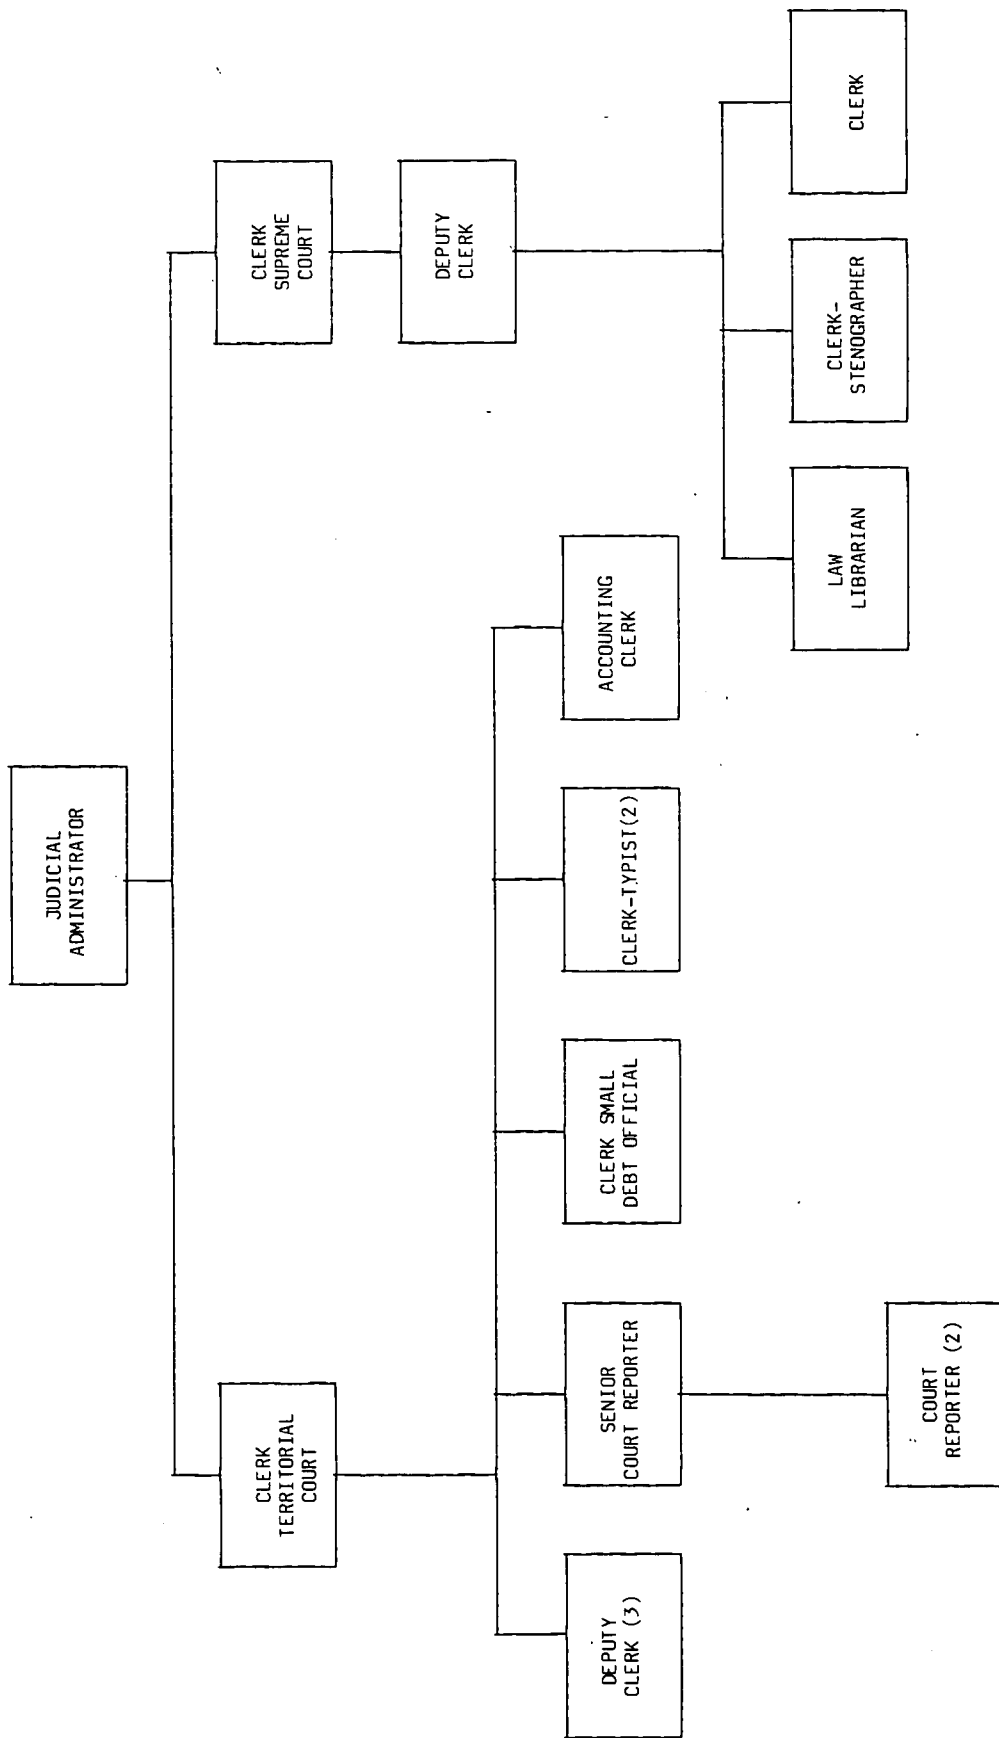 JUDICIAL
ADMINISTRATOR
CLERK
TERRITORIAL
COURT
CLERK
SUPREME
COURT
DEPUTY
CLERK
DEPUTY
CLERK (3)
SENIOR
COURT REPORTER
CLERK SMALL
DEBT OFFICIAL
CLERK-TYPIST(2)
ACCOUNTING
CLERK
LAW
LIBRARIAN
CLERK-
STENOGRAPHER
CLERK
COURT
REPORTER (2)